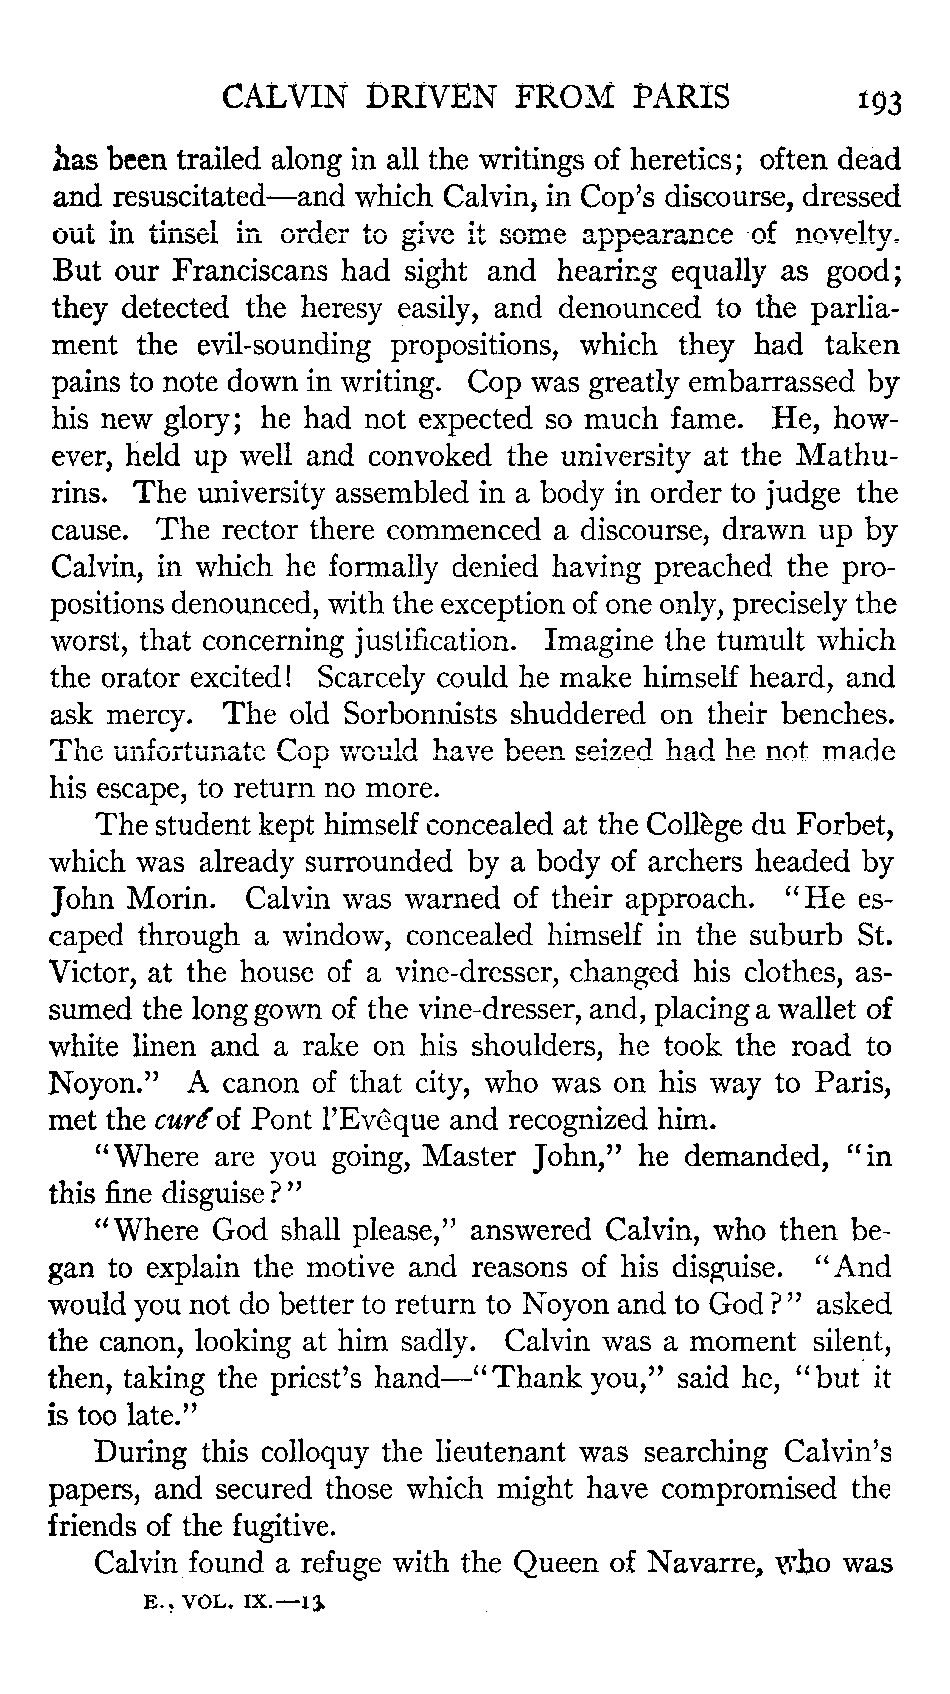 CALVIN DRIVEN FROM PARIS 193
has been trailed along in all the writings of heretics; often dead
and resuscitated—and which Calvin, in Cop's discourse, dressed
out in tinsel in order to give it some appearance of novelty.
But our Franciscans had sight and hearing equally as good;
they detected the heresy easily, and denounced to the parlia-
ment the evil-sounding propositions, which they had taken
pains to note down in writing. Cop was greatly embarrassed by
his new glory; he had not expected so much fame. He, how-
ever, held up well and convoked the university at the Mathu-
rins. The university assembled in a body in order to judge the
cause. The rector there commenced a discourse, drawn up by
Calvin, in which he formally denied having preached the pro-
positions denounced, with the exception of one only, precisely the
worst, that concerning justification. Imagine the tumult which
the orator excited! Scarcely could he make himself heard, and
ask mercy. The old Sorbonnists shuddered on their benches.
The unfortunate Cop would have been seized had he not made
his escape, to return no more.
The student kept himself concealed at the Collège du Forbet,
which was already surrounded by a body of archers headed by
John Morin. Calvin was warned of their approach. "He es-
caped through a window, concealed himself in the suburb St.
Victor, at the house of a vine-dresser, changed his clothes, as-
sumed the long gown of the vine-dresser, and, placing a wallet of
white linen and a rake on his shoulders, he took the road to
Noyon." A canon of that city, who was on his way to Paris,
met the curé of Pont l'Evêque and recognized him.
"Where are you going, Master John," he demanded, "in
this fine disguise?"
"Where God shall please," answered Calvin, who then be-
gan to explain the motive and reasons of his disguise. "And
would you not do better to return to Noyon and to God?" asked
the canon, looking at him sadly. Calvin was a moment silent,
then, taking the priest's hand—"Thank you," said he, "but it
is too late."
During this colloquy the lieutenant was searching Calvin's
papers, and secured those which might have compromised the
friends of the fugitive.
Calvin found a refuge with the Queen of Navarre, who was
E., VOL. IX.—13